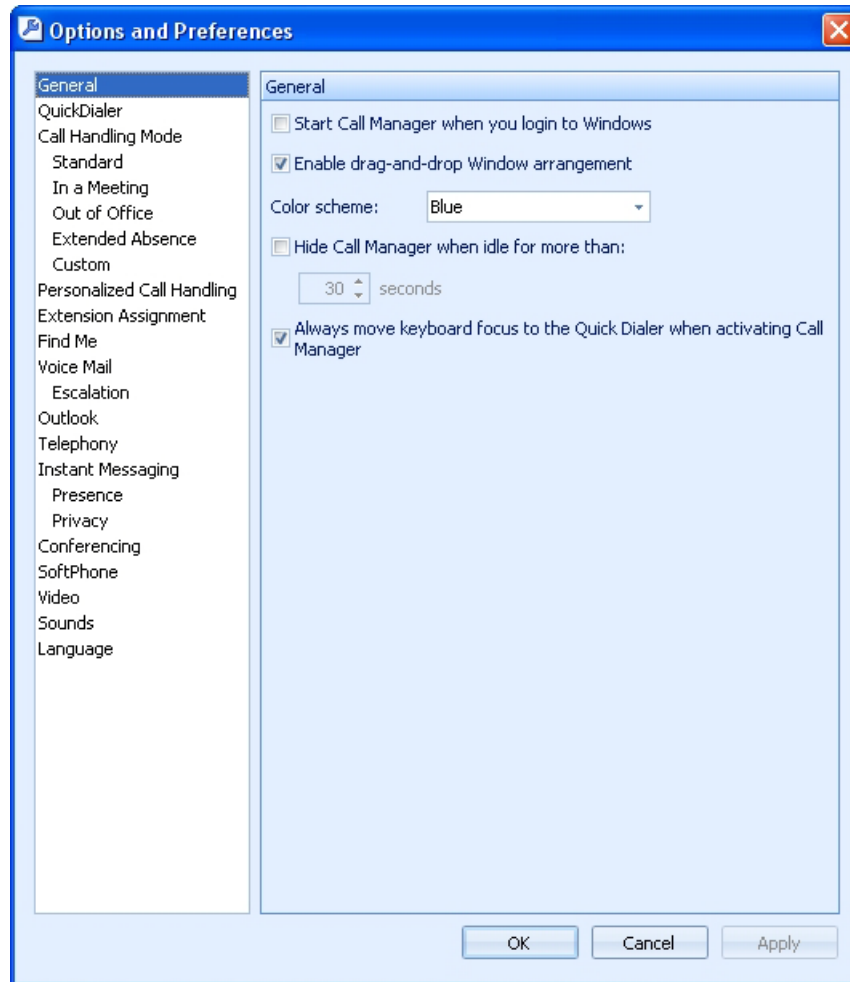 Options and Preferences
General
QuickDialer
Call Handling Mode
Standard
In a Meeting
Out of Office
Extended Absence
Custom
Personalized Call Handling
Extension Assignment
Find Me
Voice Mail
Escalation
Outlook
Telephony
Instant Messaging
Presence
Privacy
Conferencing
SoftPhone
Video
Sounds
Language
General
Start Call Manager when you login to Windows
Enable drag-and-drop Window arrangement
Color scheme: Blue
Hide Call Manager when idle for more than:
30 seconds
Always move keyboard focus to the Quick Dialer when activating Call
Manager
OK Cancel Apply